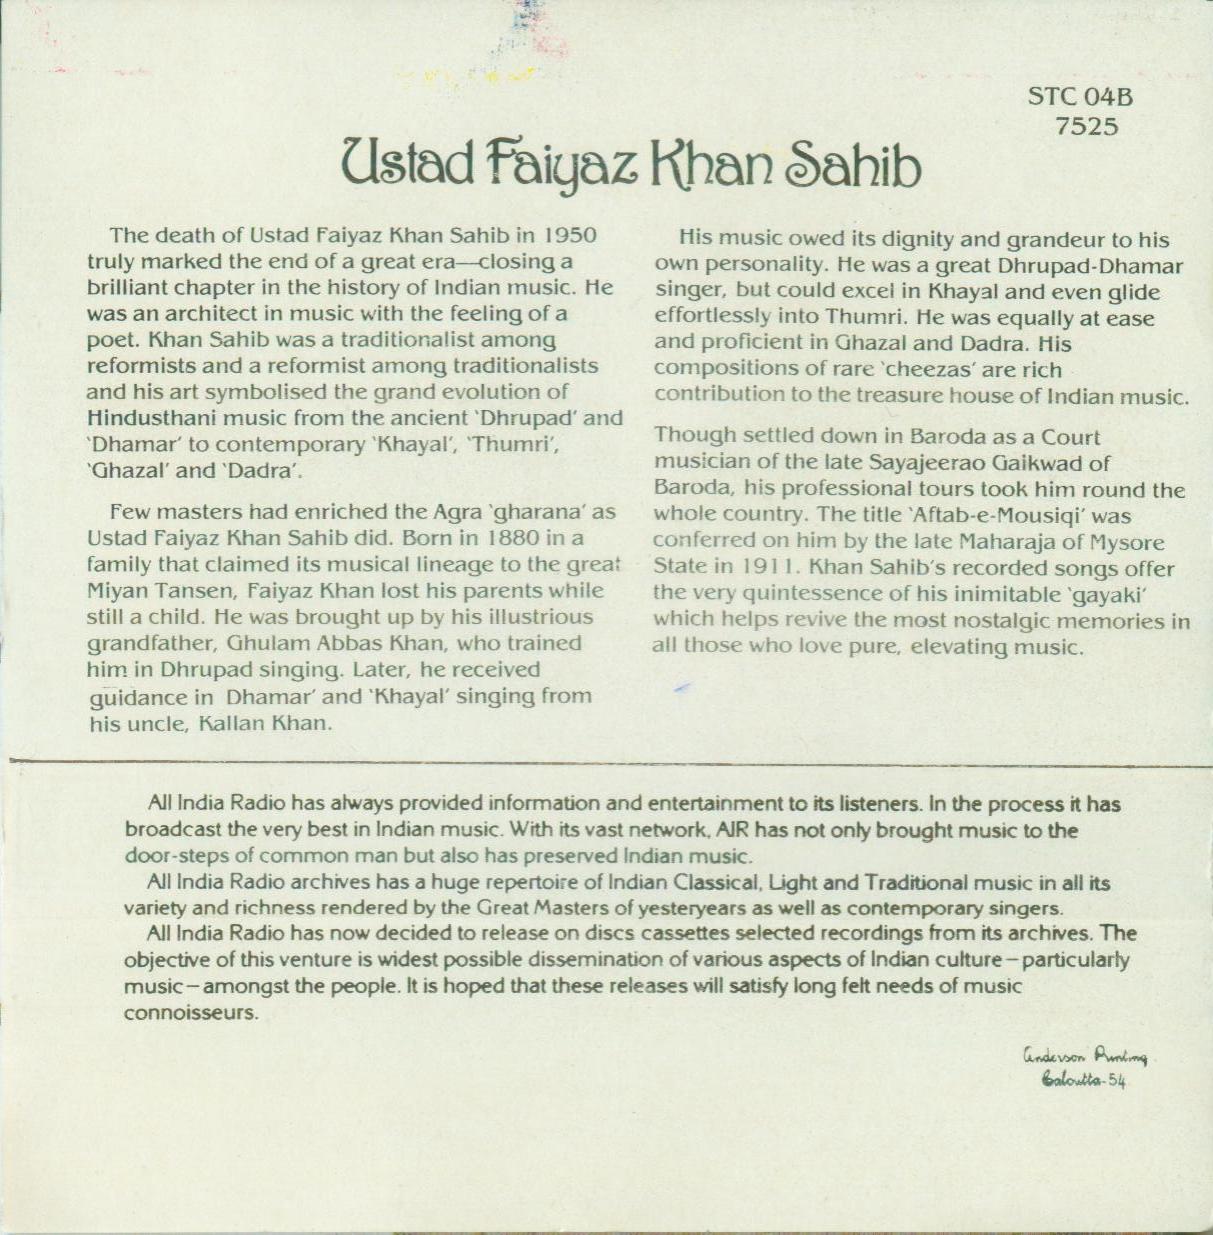 STC 04B
7525
Ustad Faiyaz Khan Sahib
The death of Ustad Faiyaz Khan Sahib in 1950
truly marked the end of a great era—closing a
brilliant chapter in the history of Indian music. He
was an architect in music with the feeling of a
poet. Khan Sahib was a traditionalist among
reformists and a reformist among traditionalists
and his art symbolised the grand evolution of
Hindusthani music from the ancient ‘Dhrupad’ and
‘Dhamar’ to contemporary ‘Khayal’, ‘Thumri’,
‘Ghazal’ and ‘Dadra’.
Few masters had enriched the Agra ‘gharana’ as
Ustad Faiyaz Khan Sahib did. Born in 1880 in a
family that claimed its musical lineage to the great
Miyan Tansen, Faiyaz Khan lost his parents while
still a child. He was brought up by his illustrious
grandfather, Ghulam Abbas Khan, who trained
him in Dhrupad singing. Later, he received
guidance in Dhamar’ and ‘Khayal’ singing from
his uncle, Kallan Khan.
His music owed its dignity and grandeur to his
own personality. He was a great Dhrupad-Dhamar
singer, but could excel in Khayal and even glide
effortlessly into Thumri. He was equally at ease
and proficient in Ghazal and Dadra. His
compositions of rare ‘cheezas’ are rich
contribution to the treasure house of Indian music.
Though settled down in Baroda as a Court
musician of the late Sayajeerao Gaikwad of
Baroda, his professional tours took him round the
whole country. The title ‘Aftab-e-Mousiqi’ was
conferred on him by the late Maharaja of Mysore
State in 1911. Khan Sahib’s recorded songs offer
the very quintessence of his inimitable ‘gayaki’
which helps revive the most nostalgic memories in
all those who love pure, elevating music.
All India Radio has always provided information and entertainment to its listeners. In the process it has
broadcast the very best in Indian music. With its vast network, AIR has not only brought music to the
door-steps of common man but also has preserved Indian music.
All India Radio archives has a huge repertoire of Indian Classical, Light and Traditional music in all its
variety and richness rendered by the Great Masters of yesteryears as well as contemporary singers.
All India Radio has now decided to release on discs cassettes selected recordings from its archives. The
objective of this venture is widest possible dissemination of various aspects of Indian culture—particularly
music—amongst the people. It is hoped that these releases will satisfy long felt needs of music
connoisseurs.
Anderson Printing
Calcutta-54